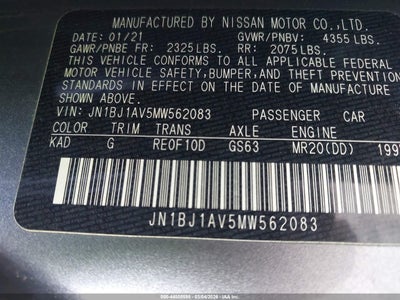 MANUFACTURED BY NISSAN MOTOR CO.,LTD.
DATE: 01/21 GVWR/PNBV: 4355 LBS.
GAWR/PNBE FR: 2325 LBS. RR: 2075 LBS.
THIS VEHICLE CONFORMS TO ALL APPLICABLE FEDERAL
MOTOR VEHICLE SAFETY, BUMPER, AND THEFT PREVENTION
STANDARDS IN EFFECT ON THE DATE OF MANUFACTURE
SHOWN ABOVE.
VIN: JN1BJ1AV5MW562083 PASSENGER CAR
COLOR TRIM TRANS AXLE ENGINE
KAD G RE0F10D GS63 MR20(DD) 199
JN1BJ1AV5MW562083